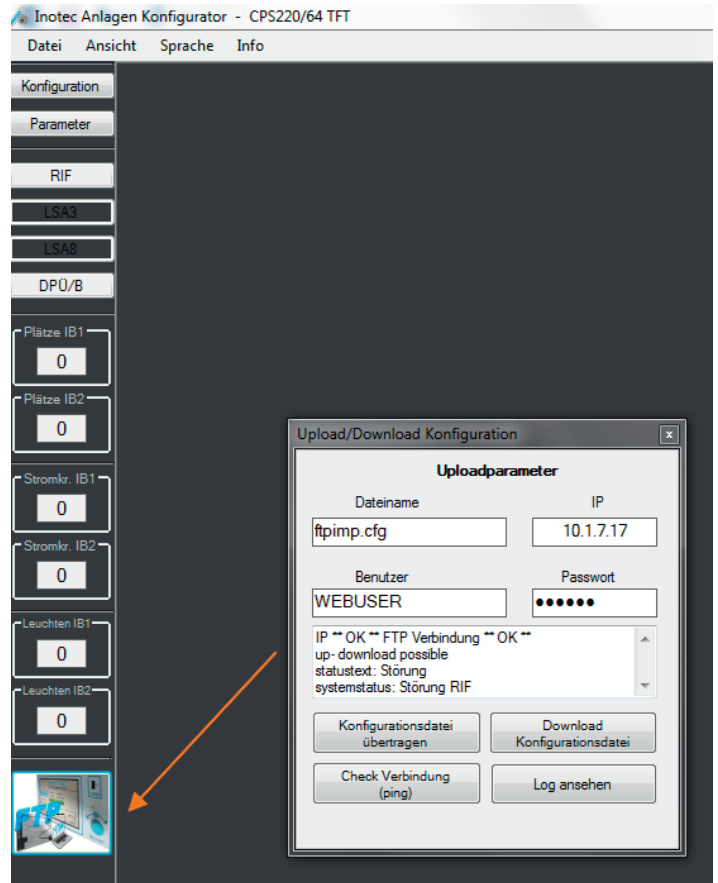 Inotec Anlagen Konfigurator - CPS220/64 TFT
Datei Ansicht Sprache Info
Konfiguration
Parameter
RIF
LSA3
LSA8
DPÜ/B
Plätze IB1
0
Plätze IB2
0
Stromkr. IB1
0
Stromkr. IB2
0
Leuchten IB1
0
Leuchten IB2
0
FTP
Upload/Download Konfiguration x
Uploadparameter
Dateiname IP
ftpimp.cfg 10.1.7.17
Benutzer Passwort
WEBUSER ●●●●●●
IP ** OK ** FTP Verbindung ** OK **
up- download possible
statustext: Störung
systemstatus: Störung RIF
Konfigurationsdatei
übertragen
Download
Konfigurationsdatei
Check Verbindung
(ping)
Log ansehen